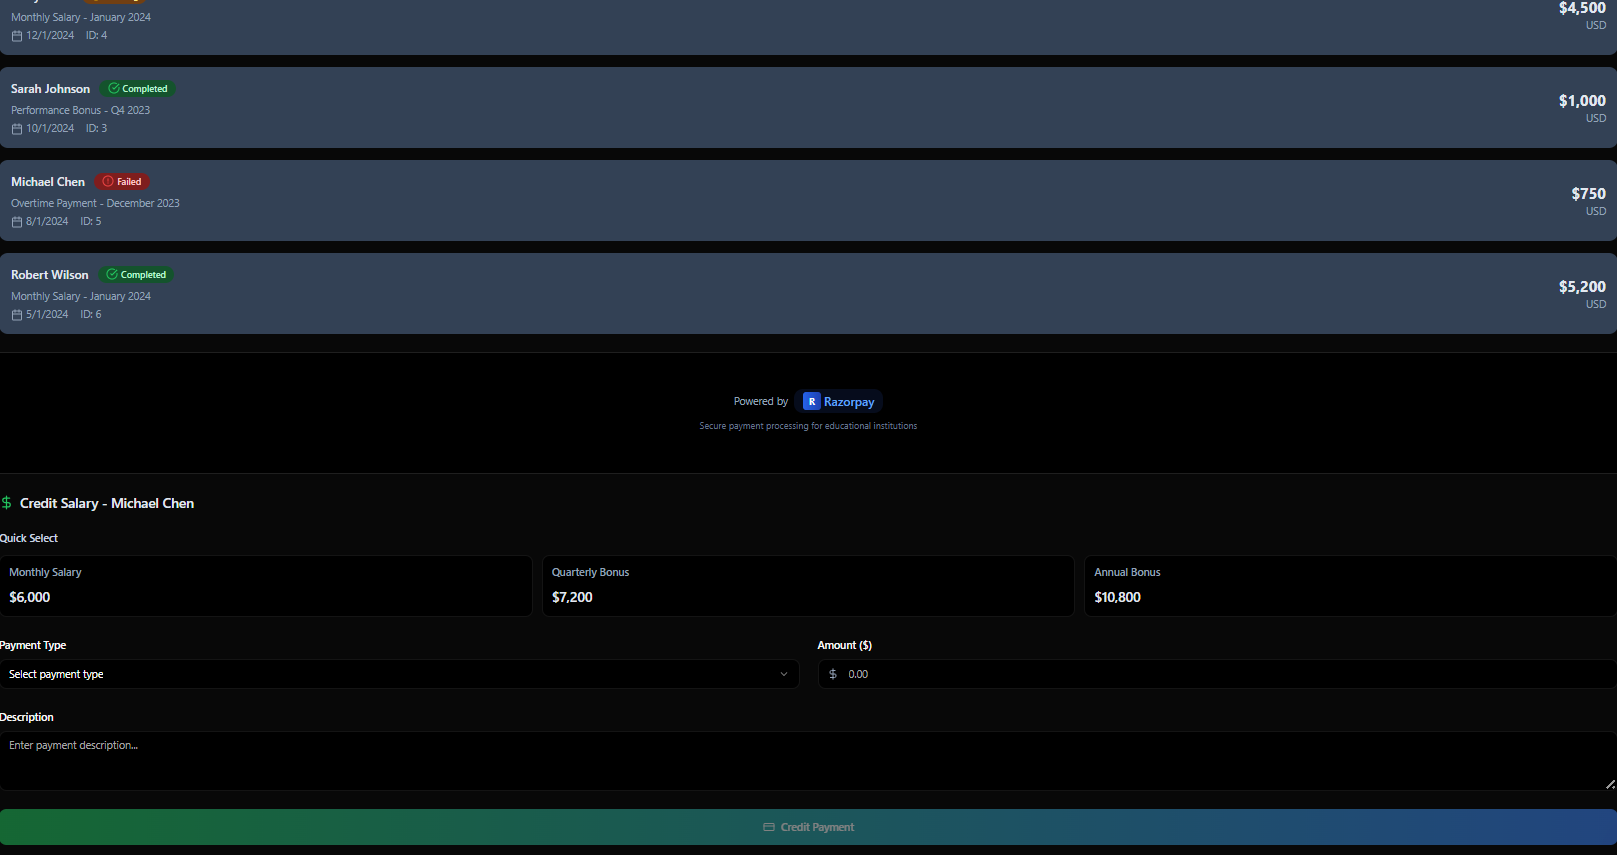 Monthly Salary - January 2024
$4,500
USD
12/1/2024 ID: 4
Sarah Johnson Completed
Performance Bonus - Q4 2023
10/1/2024 ID: 3
$1,000
USD
Michael Chen Failed
Overtime Payment - December 2023
8/1/2024 ID: 5
$750
USD
Robert Wilson Completed
Monthly Salary - January 2024
5/1/2024 ID: 6
$5,200
USD
Powered by R Razorpay
Secure payment processing for educational institutions
$ Credit Salary - Michael Chen
Quick Select
Monthly Salary
$6,000
Quarterly Bonus
$7,200
Annual Bonus
$10,800
Payment Type
Select payment type
Amount ($)
$ 0.00
Description
Enter payment description...
Credit Payment